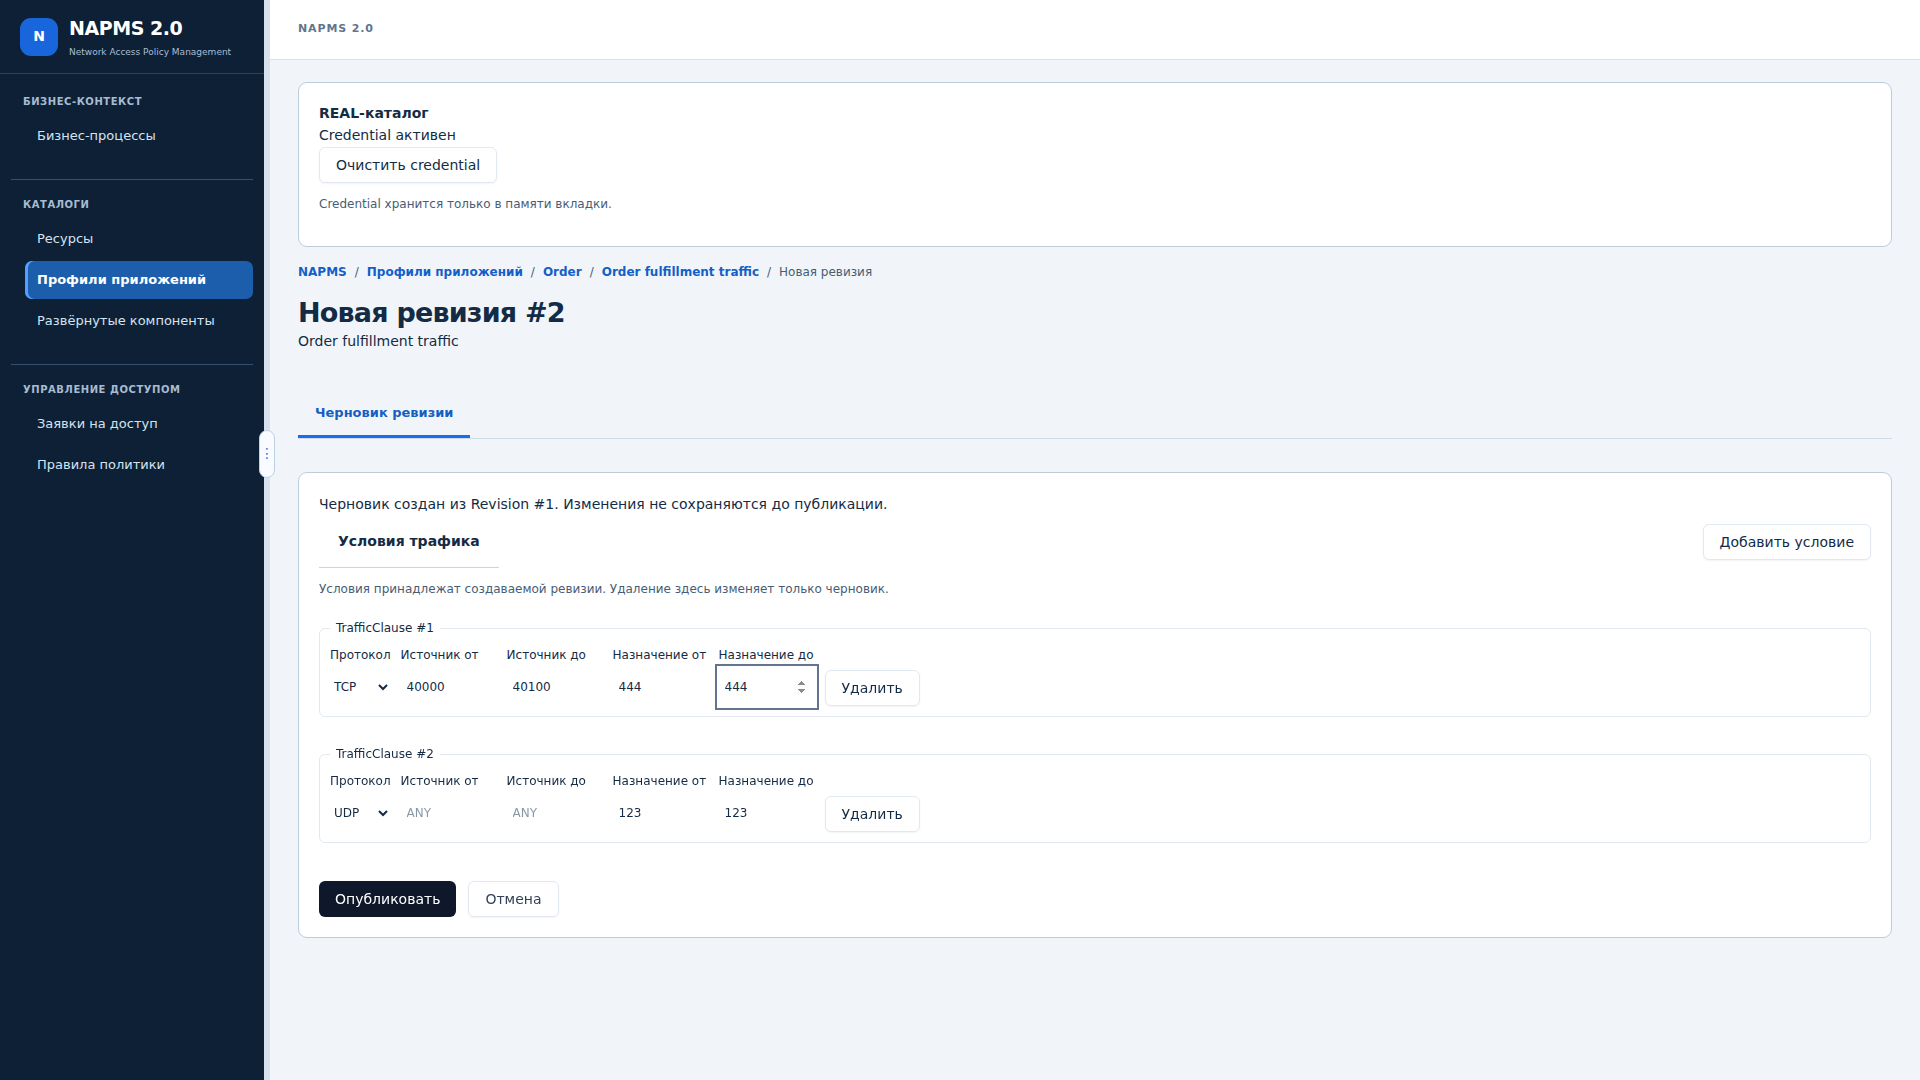 N
NAPMS 2.0
Network Access Policy Management
БИЗНЕС-КОНТЕКСТ
Бизнес-процессы
КАТАЛОГИ
Ресурсы
Профили приложений
Развёрнутые компоненты
УПРАВЛЕНИЕ ДОСТУПОМ
Заявки на доступ
Правила политики
NAPMS 2.0
REAL-каталог
Credential активен
Очистить credential
Credential хранится только в памяти вкладки.
NAPMS / Профили приложений / Order / Order fulfillment traffic / Новая ревизия
Новая ревизия #2
Order fulfillment traffic
Черновик ревизии
Черновик создан из Revision #1. Изменения не сохраняются до публикации.
Условия трафика
Добавить условие
Условия принадлежат создаваемой ревизии. Удаление здесь изменяет только черновик.
TrafficClause #1
Протокол Источник от Источник до Назначение от Назначение до
TCP 40000 40100 444 444 Удалить
TrafficClause #2
Протокол Источник от Источник до Назначение от Назначение до
UDP ANY ANY 123 123 Удалить
Опубликовать Отмена